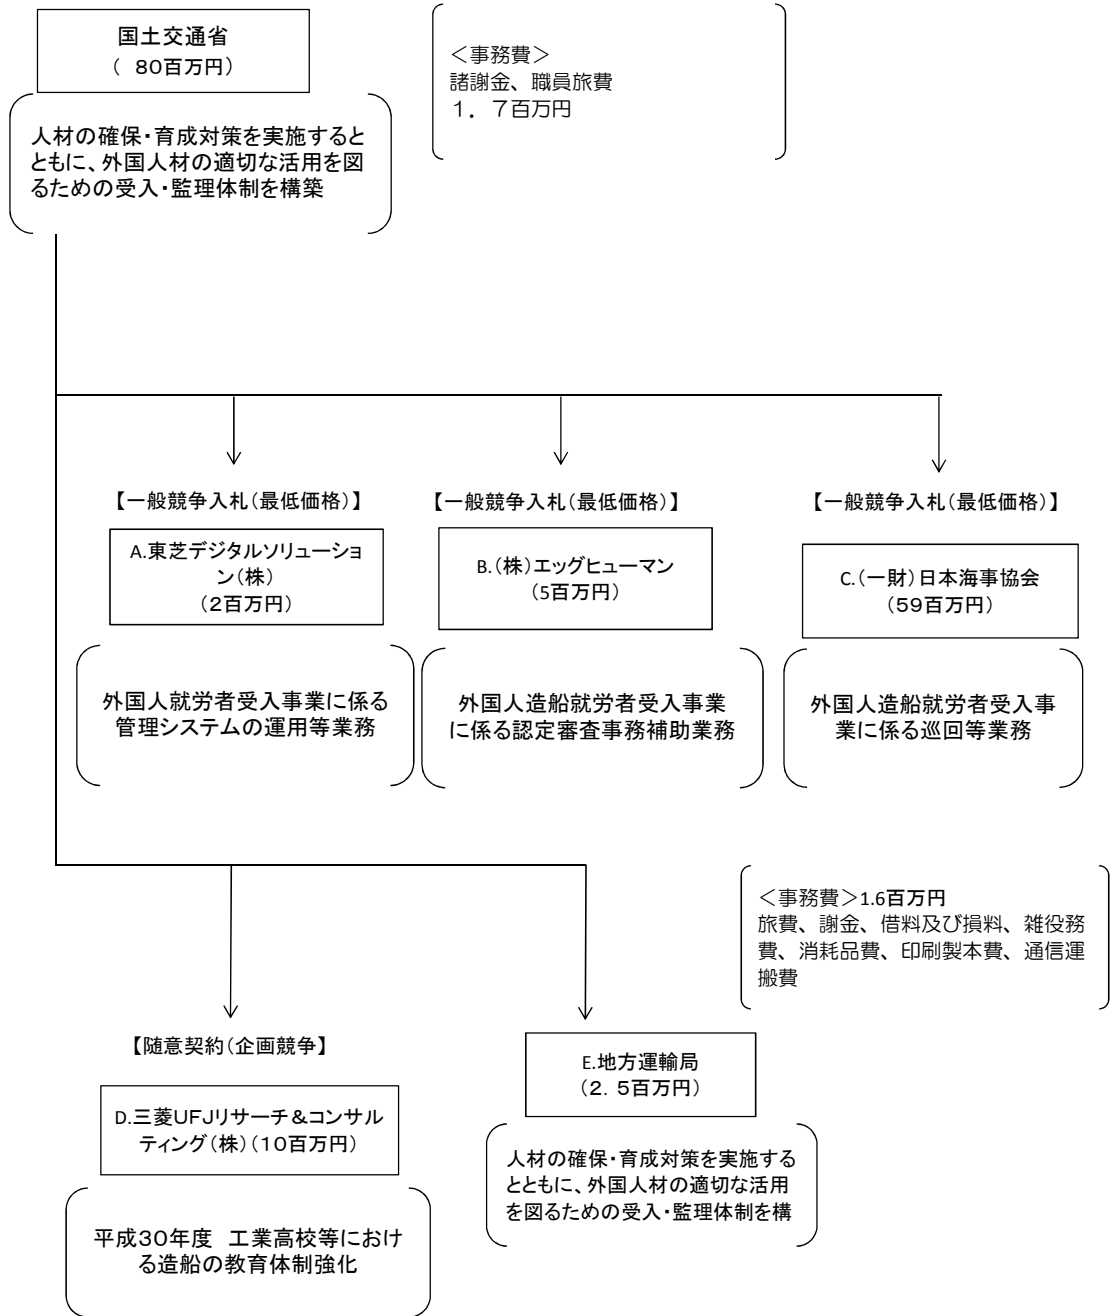 国土交通省
（　80百万円）
＜事務費＞
諸謝金、職員旅費
１．７百万円
人材の確保・育成対策を実施すると
ともに、外国人材の適切な活用を図
るための受入・監理体制を構築
【一般競争入札（最低価格）】
A.東芝デジタルソリューショ
ン（株）
（２百万円）
外国人就労者受入事業に係る
管理システムの運用等業務
【一般競争入札（最低価格）】
B.（株）エッグヒューマン
（5百万円）
外国人造船就労者受入事業
に係る認定審査事務補助業務
【一般競争入札（最低価格）】
C.（一財）日本海事協会
（５９百万円）
外国人造船就労者受入事
業に係る巡回等業務
＜事務費＞1.6百万円
旅費、謝金、借料及び損料、雑役務
費、消耗品費、印刷製本費、通信運
搬費
【随意契約（企画競争】
D.三菱ＵＦＪリサーチ＆コンサル
ティング（株）（１０百万円）
平成３０年度　工業高校等におけ
る造船の教育体制強化
E.地方運輸局
（２．５百万円）
人材の確保・育成対策を実施する
とともに、外国人材の適切な活用
を図るための受入・監理体制を構